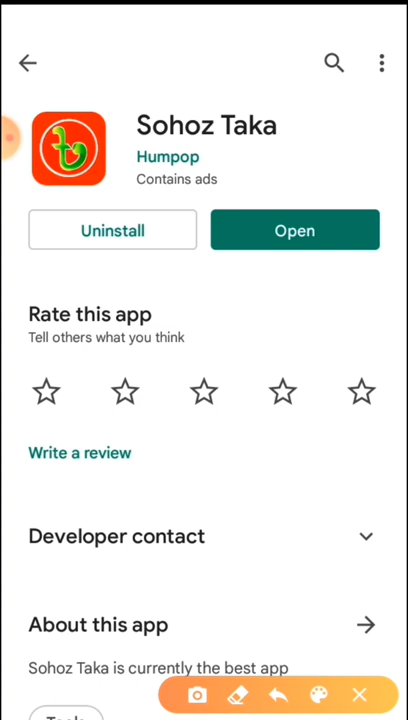 Sohoz Taka
Humpop
Contains ads
Uninstall
Open
Rate this app
Tell others what you think
Write a review
Developer contact
About this app
Sohoz Taka is currently the best app